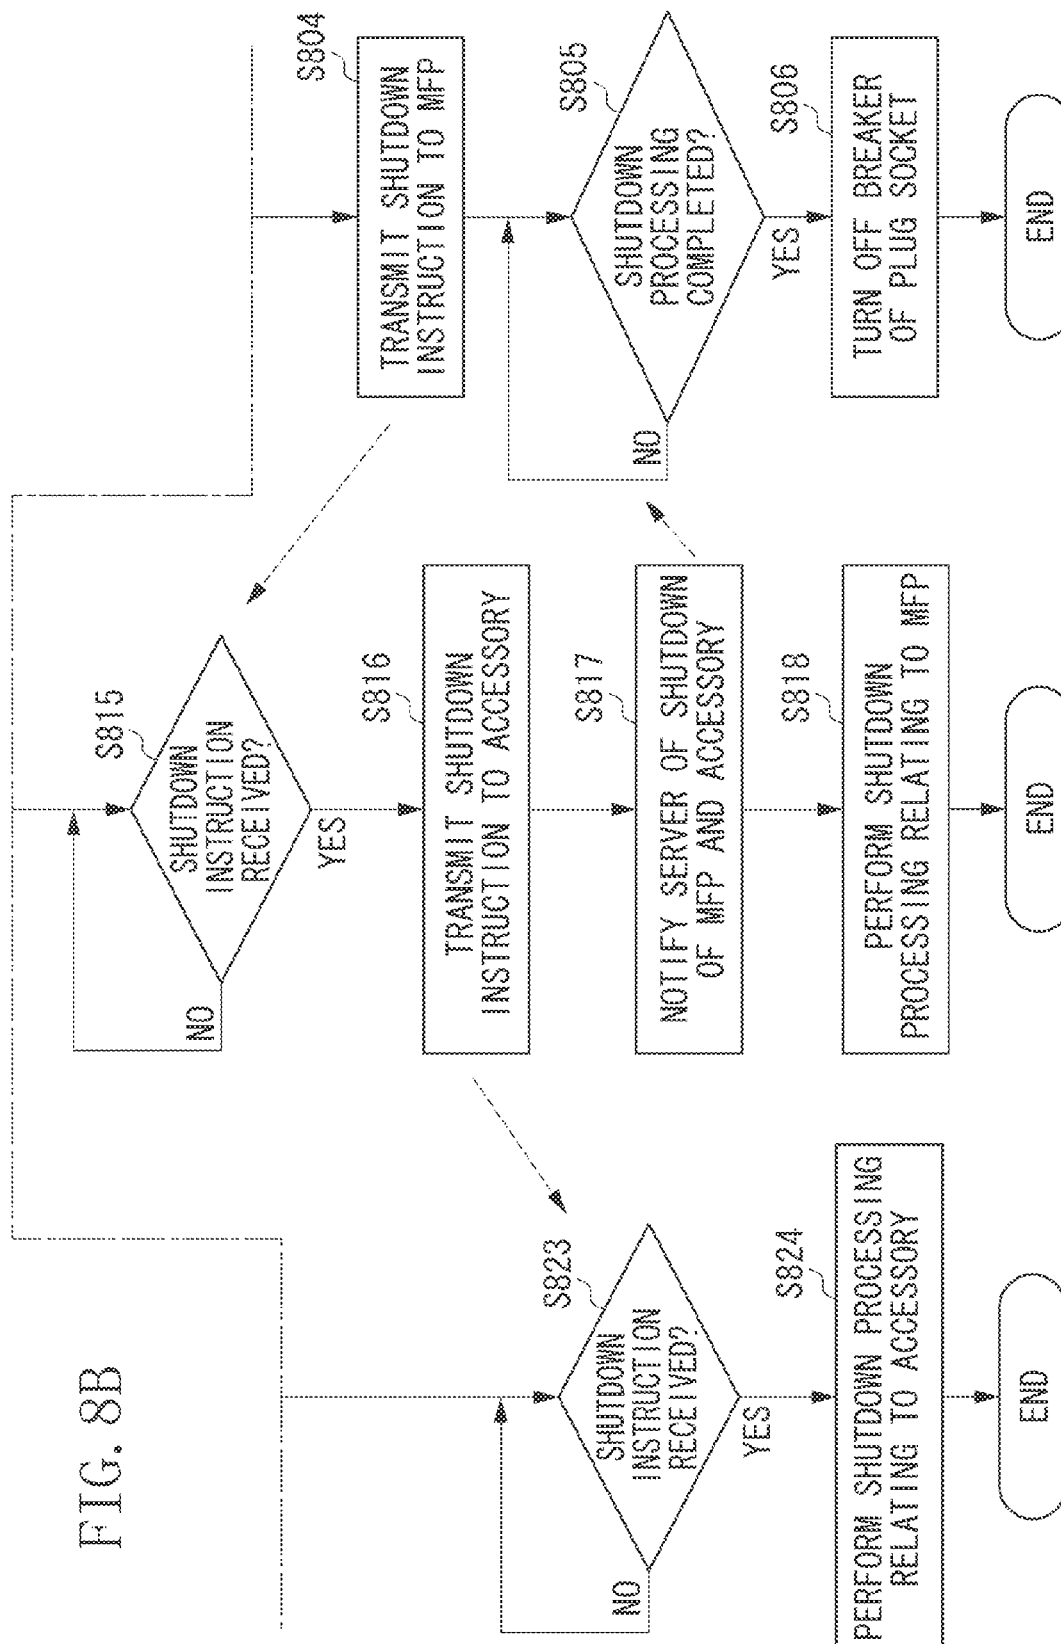 FIG. 8B
S823
SHUTDOWN
INSTRUCTION
RECEIVED?
NO
YES
S824
PERFORM SHUTDOWN PROCESSING
RELATING TO ACCESSORY
END
S815
SHUTDOWN
INSTRUCTION
RECEIVED?
NO
YES
S816
TRANSMIT SHUTDOWN
INSTRUCTION TO ACCESSORY
S817
NOTIFY SERVER OF SHUTDOWN
OF MFP AND ACCESSORY
S818
PERFORM SHUTDOWN
PROCESSING RELATING TO MFP
END
S804
TRANSMIT SHUTDOWN
INSTRUCTION TO MFP
S805
SHUTDOWN
PROCESSING
COMPLETED?
NO
YES
S806
TURN OFF BREAKER
OF PLUG SOCKET
END